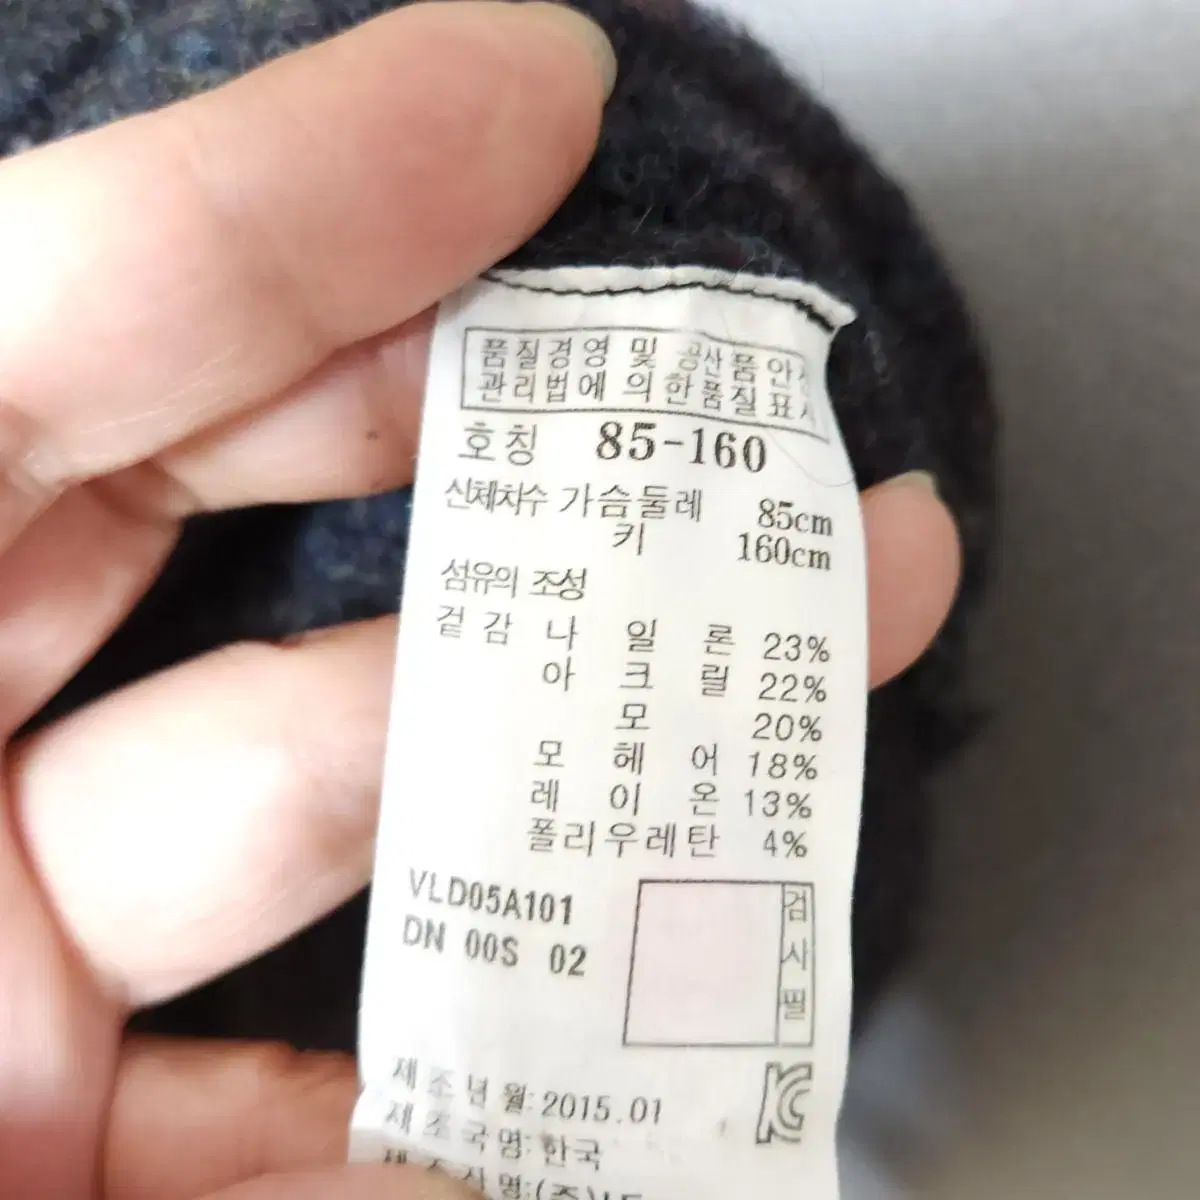 품질경영 및 공산품안전
관리법에 의한품질표시
호칭 85-160
신체치수 가슴둘레 85cm
키 160cm
섬유의 조성
겉감 나일론 23%
아크릴 22%
모 20%
모헤어 18%
레이온 13%
폴리우레탄 4%
VLD05A101
DN 00S 02
검사필
제조년월: 2015.01
제조국명: 한국